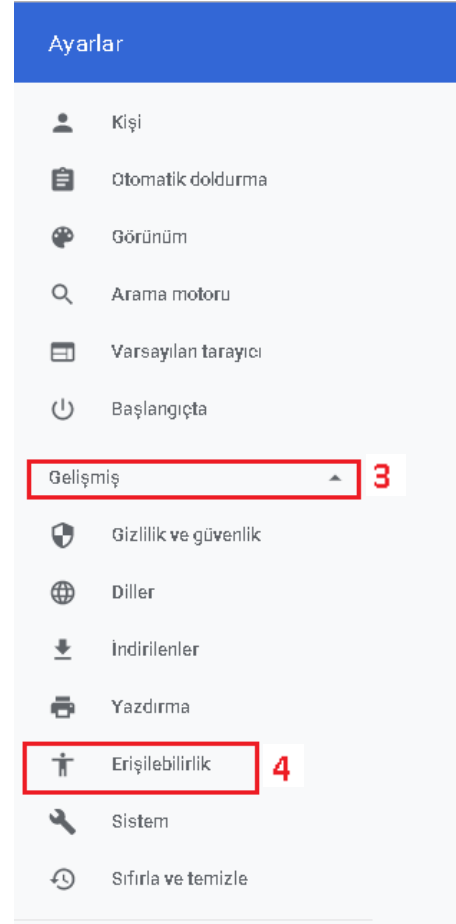 Ayarlar
Kişi
Otomatik doldurma
Görünüm
Arama motoru
Varsayılan tarayıcı
Başlangıçta
Gelişmiş 3
Gizlilik ve güvenlik
Diller
İndirilenler
Yazdırma
Erişilebilirlik 4
Sistem
Sıfırla ve temizle